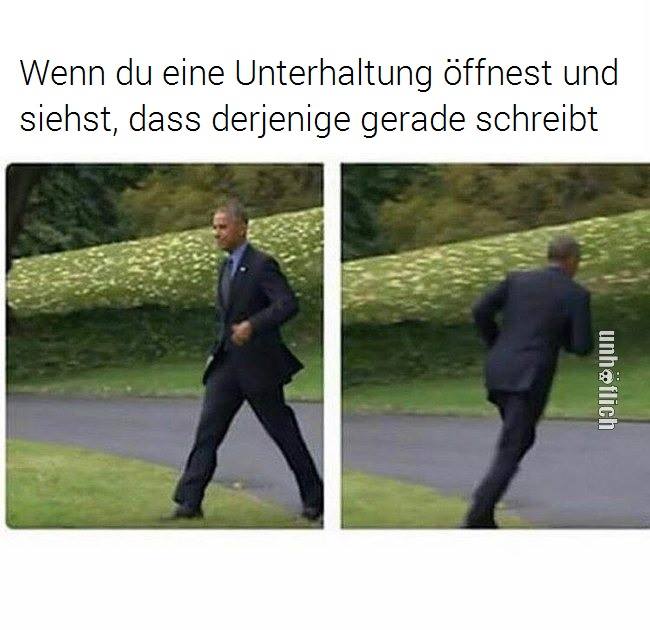 Wenn du eine Unterhaltung öffnest und
siehst, dass derjenige gerade schreibt
unhöflich